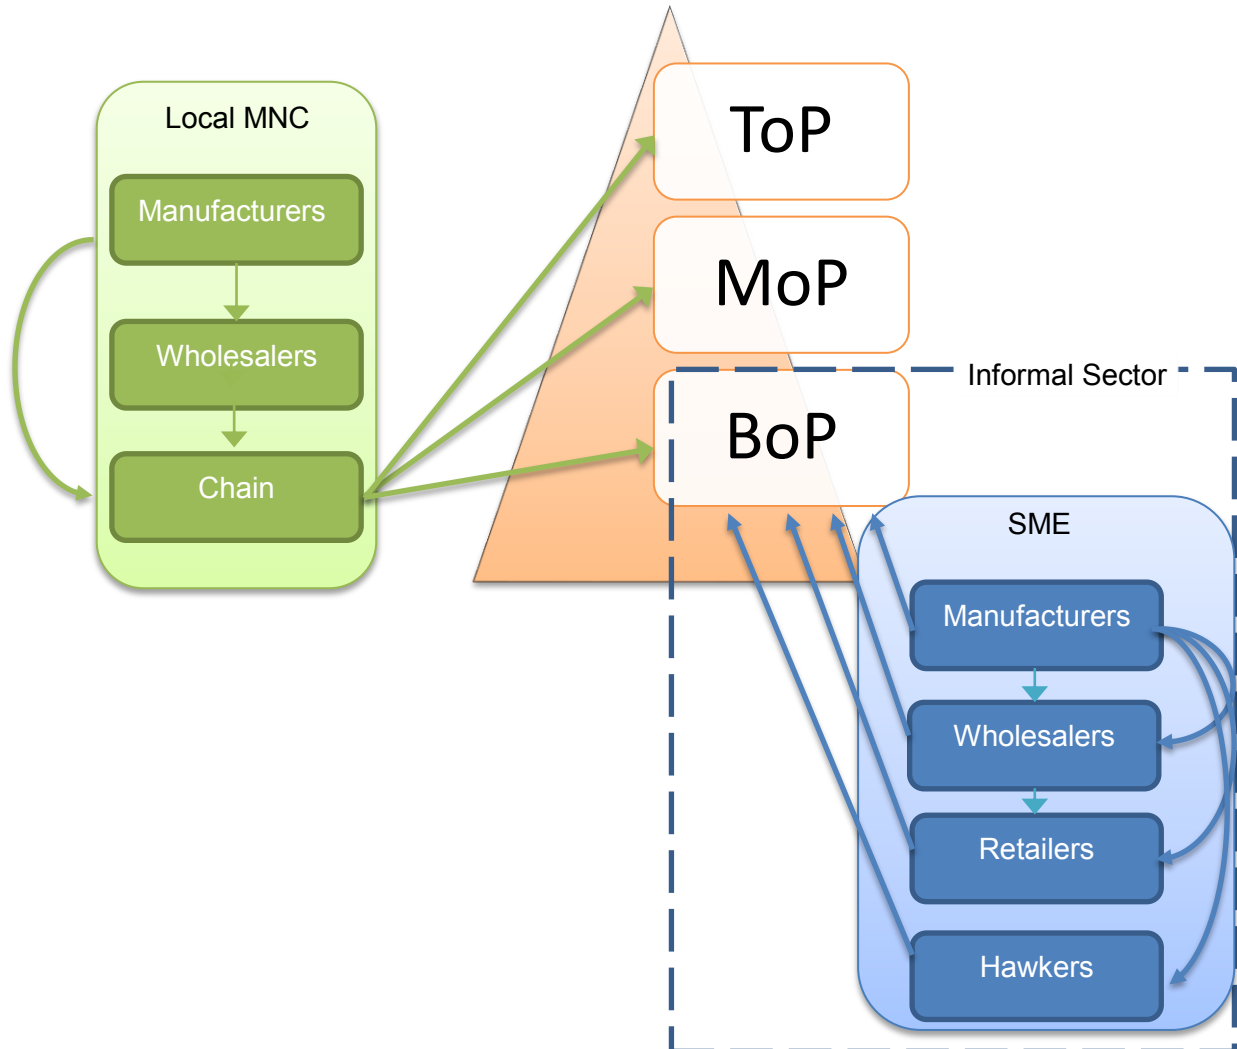 Local MNC
Manufacturers
Wholesalers
Chain
ToP
MoP
BoP
Informal Sector
SME
Manufacturers
Wholesalers
Retailers
Hawkers